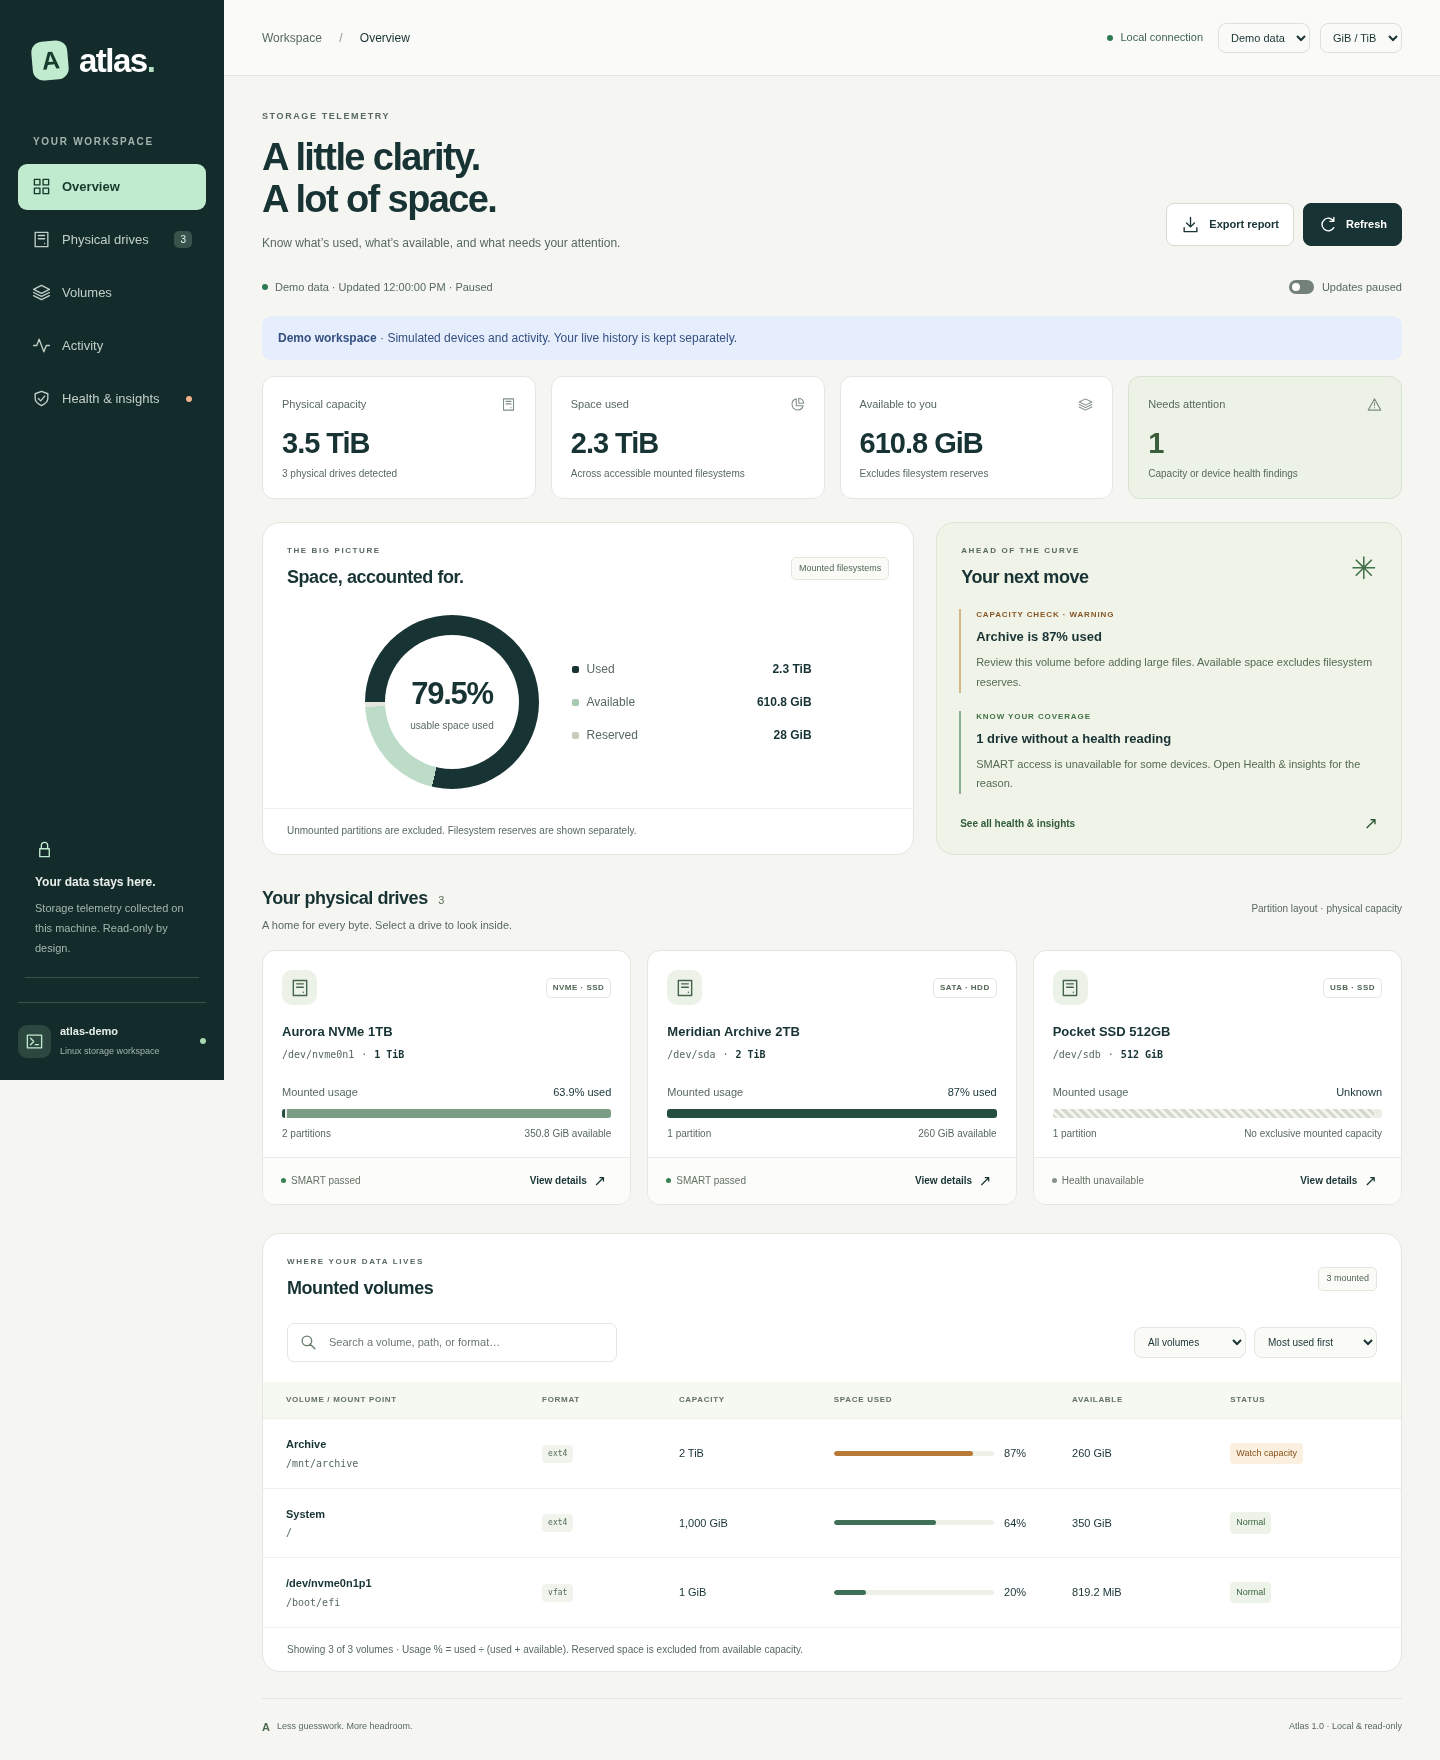 A atlas.
YOUR WORKSPACE
Overview
Physical drives 3
Volumes
Activity
Health & insights
Your data stays here.
Storage telemetry collected on
this machine. Read-only by
design.
atlas-demo
Linux storage workspace
Workspace / Overview
Local connection Demo data GiB / TiB
STORAGE TELEMETRY
A little clarity.
A lot of space.
Know what’s used, what’s available, and what needs your attention.
Export report Refresh
Demo data · Updated 12:00:00 PM · Paused
Updates paused
Demo workspace · Simulated devices and activity. Your live history is kept separately.
Physical capacity
3.5 TiB
3 physical drives detected
Space used
2.3 TiB
Across accessible mounted filesystems
Available to you
610.8 GiB
Excludes filesystem reserves
Needs attention
1
Capacity or device health findings
THE BIG PICTURE
Space, accounted for.
Mounted filesystems
79.5%
usable space used
Used 2.3 TiB
Available 610.8 GiB
Reserved 28 GiB
Unmounted partitions are excluded. Filesystem reserves are shown separately.
AHEAD OF THE CURVE
Your next move
CAPACITY CHECK · WARNING
Archive is 87% used
Review this volume before adding large files. Available space excludes filesystem
reserves.
KNOW YOUR COVERAGE
1 drive without a health reading
SMART access is unavailable for some devices. Open Health & insights for the
reason.
See all health & insights ↗
Your physical drives 3
A home for every byte. Select a drive to look inside.
Partition layout · physical capacity
NVME · SSD
Aurora NVMe 1TB
/dev/nvme0n1 · 1 TiB
Mounted usage 63.9% used
2 partitions 350.8 GiB available
SMART passed View details ↗
SATA · HDD
Meridian Archive 2TB
/dev/sda · 2 TiB
Mounted usage 87% used
1 partition 260 GiB available
SMART passed View details ↗
USB · SSD
Pocket SSD 512GB
/dev/sdb · 512 GiB
Mounted usage Unknown
1 partition No exclusive mounted capacity
Health unavailable View details ↗
WHERE YOUR DATA LIVES
Mounted volumes
3 mounted
Search a volume, path, or format…
All volumes Most used first
VOLUME / MOUNT POINT FORMAT CAPACITY SPACE USED AVAILABLE STATUS
Archive
/mnt/archive
ext4 2 TiB 87% 260 GiB Watch capacity
System
/
ext4 1,000 GiB 64% 350 GiB Normal
/dev/nvme0n1p1
/boot/efi
vfat 1 GiB 20% 819.2 MiB Normal
Showing 3 of 3 volumes · Usage % = used ÷ (used + available). Reserved space is excluded from available capacity.
A Less guesswork. More headroom.
Atlas 1.0 · Local & read-only